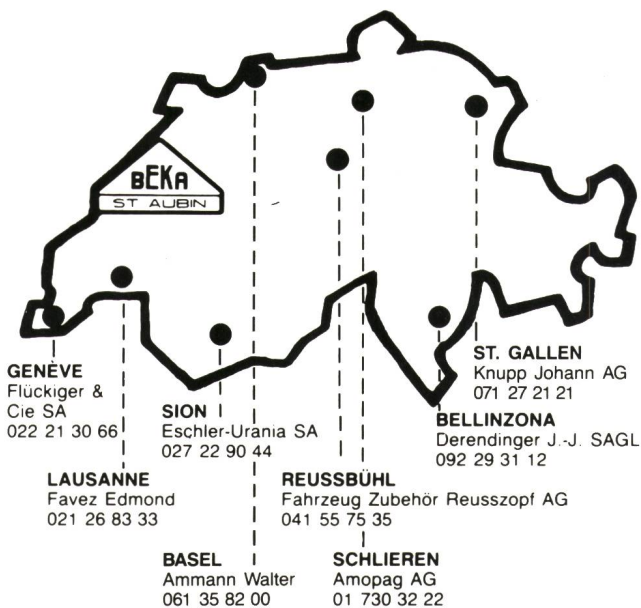 BEKA
ST AUBIN
GENÈVE
Flückiger &
Cie SA
022 21 30 66
SION
Eschler-Urania SA
027 22 90 44
ST. GALLEN
Knupp Johann AG
071 27 21 21
BELLINZONA
Derendinger J.-J. SAGL
092 29 31 12
LAUSANNE
Favez Edmond
021 26 83 33
REUSSBÜHL
Fahrzeug Zubehör Reusszopf AG
041 55 75 35
BASEL
Ammann Walter
061 35 82 00
SCHLIEREN
Amopag AG
01 730 32 22